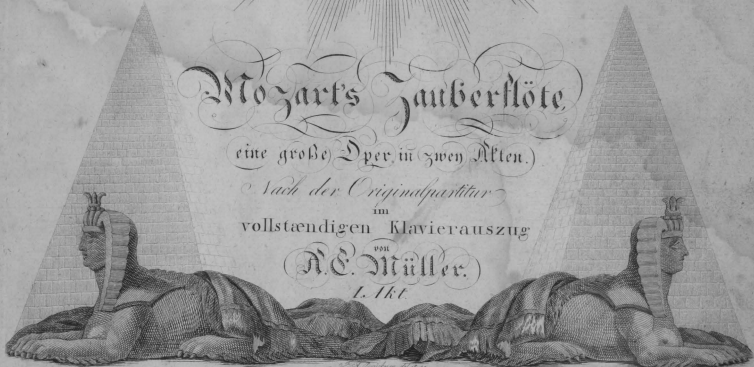 Mozart's Zauberflöte,
eine große Oper, in zwey Akten.
Nach der Originalpartitur
im
vollstændigen Klavierauszug
von
A. E. Müller.
I. Akt